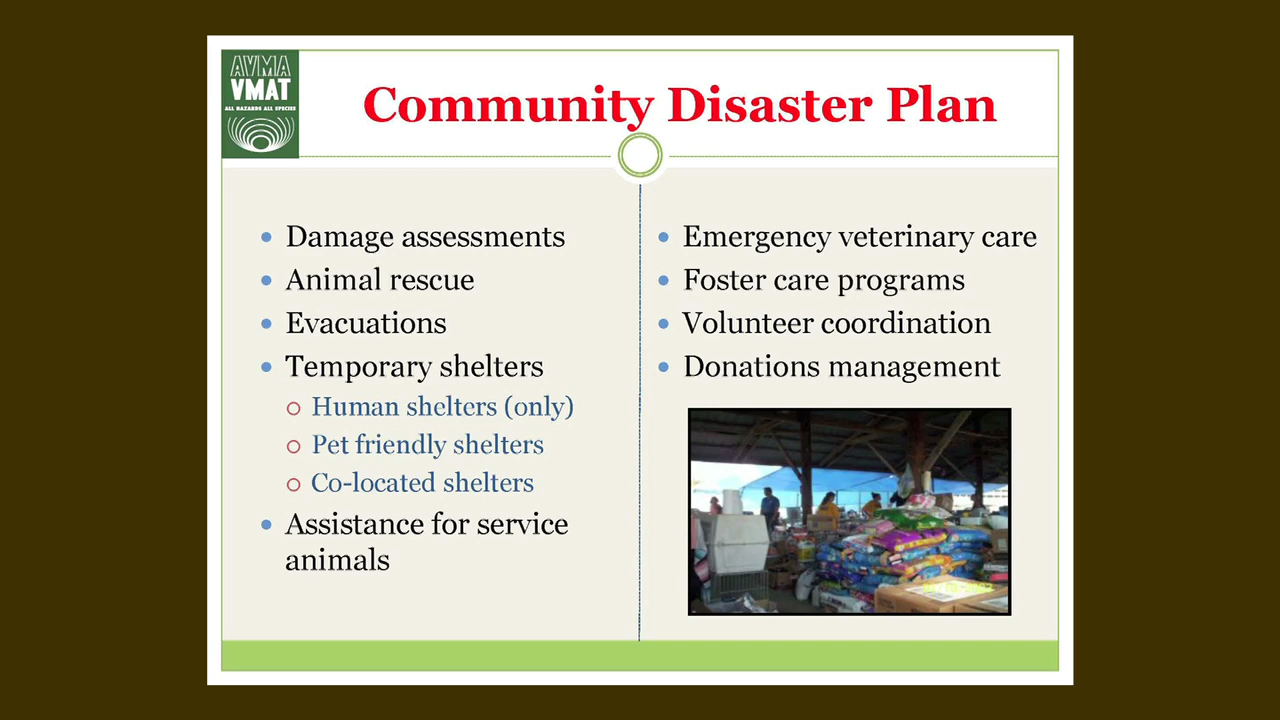 AVMA
VMAT
ALL HAZARDS ALL SPECIES
Community Disaster Plan
Damage assessments
Animal rescue
Evacuations
Temporary shelters
Human shelters (only)
Pet friendly shelters
Co-located shelters
Assistance for service
animals
Emergency veterinary care
Foster care programs
Volunteer coordination
Donations management